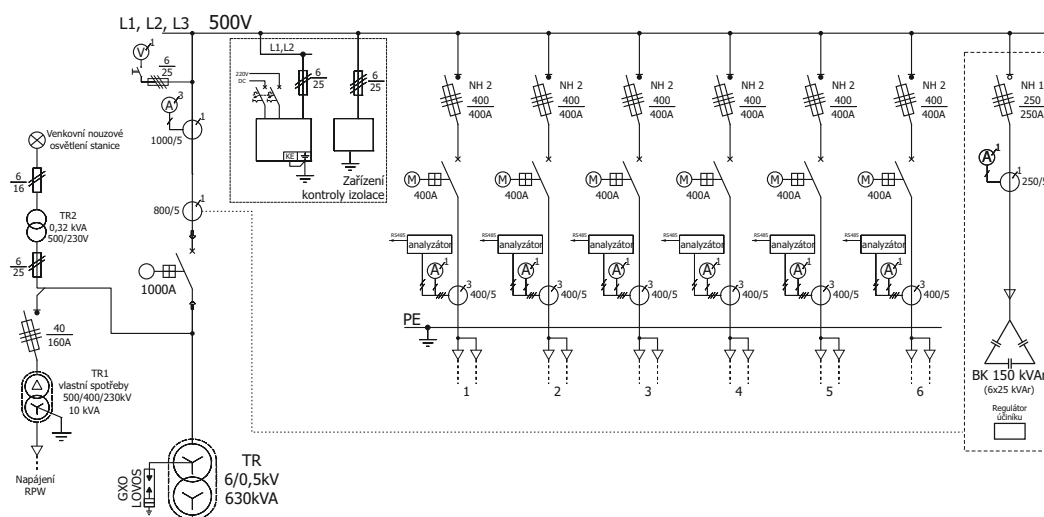 L1, L2, L3 500V
V 1
6
25
A 3
1
1000/5
Venkovní nouzové
osvětlení stanice
6
16
TR2
0,32 kVA
500/230V
6
25
1
800/5
1000A
40
160A
TR1
vlastní spotřeby
500/400/230kV
10 kVA
Napájení
RPW
GXO
LOVOS
TR
6/0,5kV
630kVA
L1,L2
220V
DC
6
25
6
25
KE
Zařízení
kontroly izolace
NH 2
400
400A
M
400A
RS485
analyzátor
A 1
3
400/5
1
NH 2
400
400A
M
400A
RS485
analyzátor
A 1
3
400/5
2
NH 2
400
400A
M
400A
RS485
analyzátor
A 1
3
400/5
3
NH 2
400
400A
M
400A
RS485
analyzátor
A 1
3
400/5
4
NH 2
400
400A
M
400A
RS485
analyzátor
A 1
3
400/5
5
NH 2
400
400A
M
400A
RS485
analyzátor
A 1
3
400/5
6
PE
NH 1
250
250A
A 1
1
250/5
BK 150 kVAr
(6x25 kVAr)
Regulátor
účiníku